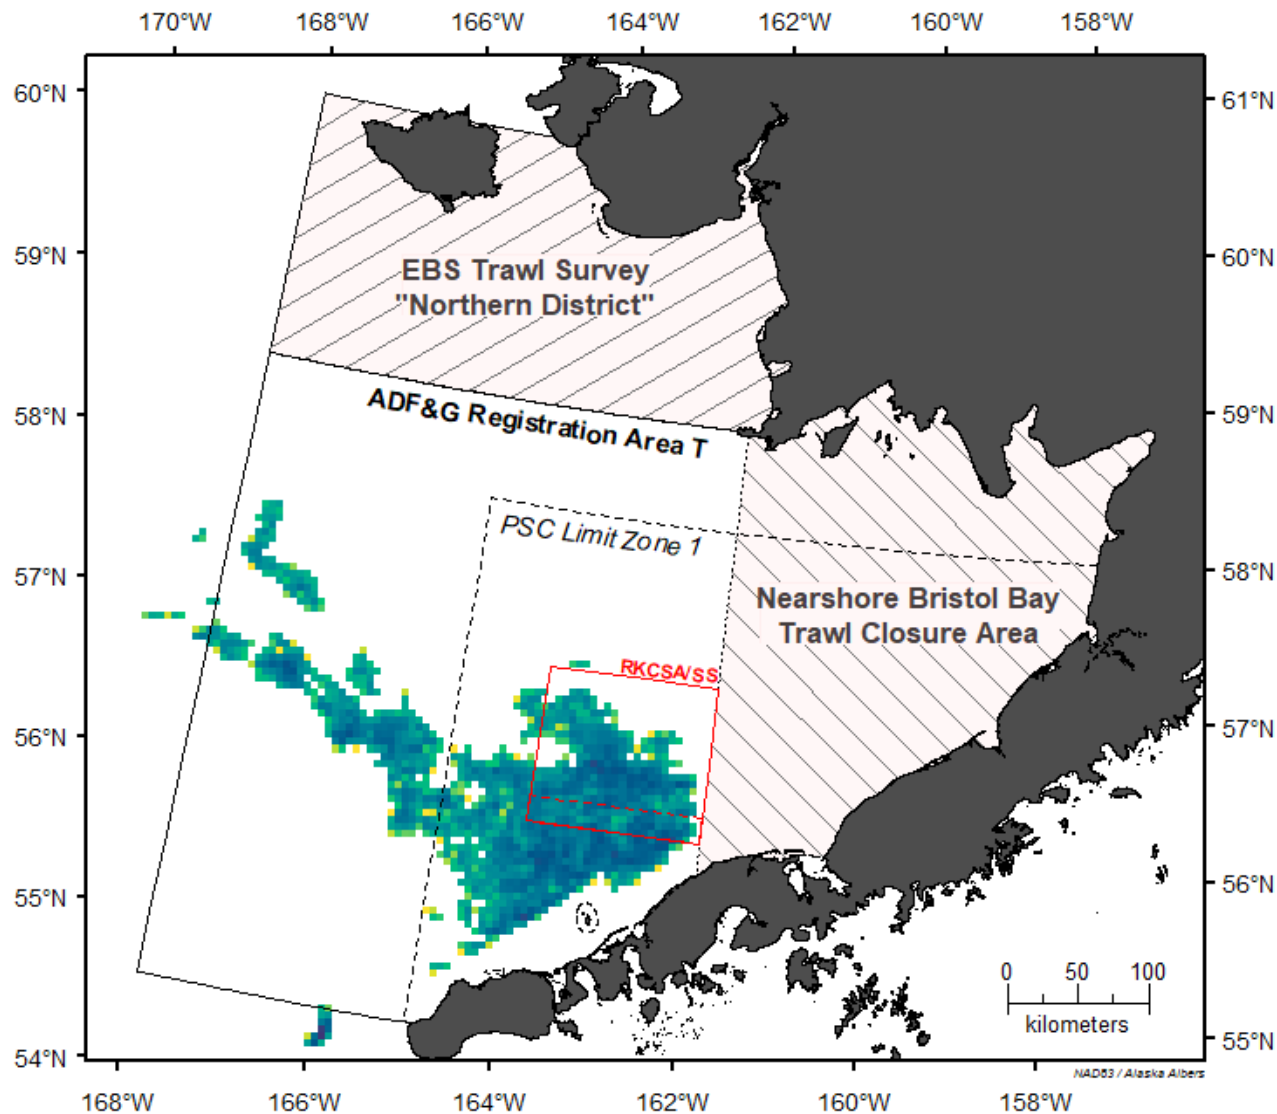 170°W 168°W 166°W 164°W 162°W 160°W 158°W
60°N
61°N
59°N
60°N
EBS Trawl Survey
"Northern District"
58°N
59°N
ADF&G Registration Area T
PSC Limit Zone 1
57°N
58°N
Nearshore Bristol Bay
Trawl Closure Area
RKCSA/SS
56°N
57°N
55°N
56°N
0 50 100
kilometers
54°N
55°N
NAD83 / Alaska Albers
168°W 166°W 164°W 162°W 160°W 158°W